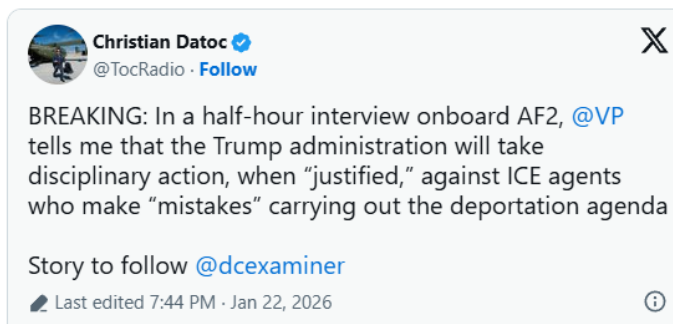 Christian Datoc
@TocRadio · Follow
BREAKING: In a half-hour interview onboard AF2, @VP
tells me that the Trump administration will take
disciplinary action, when “justified,” against ICE agents
who make “mistakes” carrying out the deportation agenda
Story to follow @dcexaminer
Last edited 7:44 PM · Jan 22, 2026